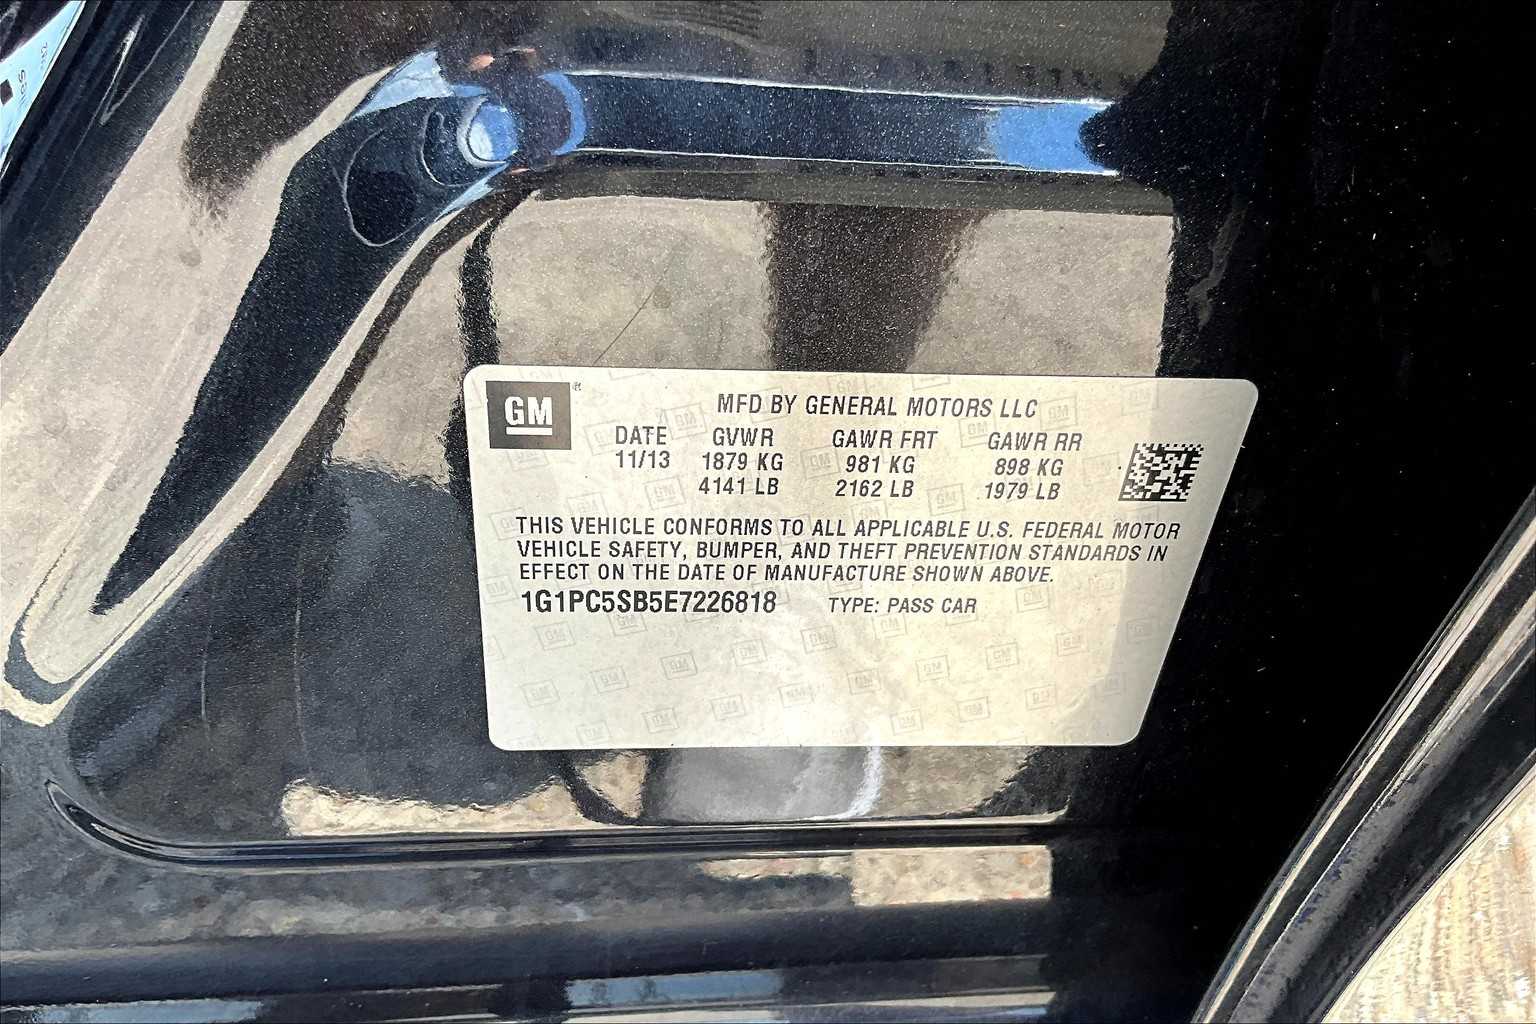 GM
MFD BY GENERAL MOTORS LLC
DATE GVWR GAWR FRT GAWR RR
11/13 1879 KG 981 KG 898 KG
4141 LB 2162 LB 1979 LB
THIS VEHICLE CONFORMS TO ALL APPLICABLE U.S. FEDERAL MOTOR
VEHICLE SAFETY, BUMPER, AND THEFT PREVENTION STANDARDS IN
EFFECT ON THE DATE OF MANUFACTURE SHOWN ABOVE.
1G1PC5SB5E7226818 TYPE: PASS CAR